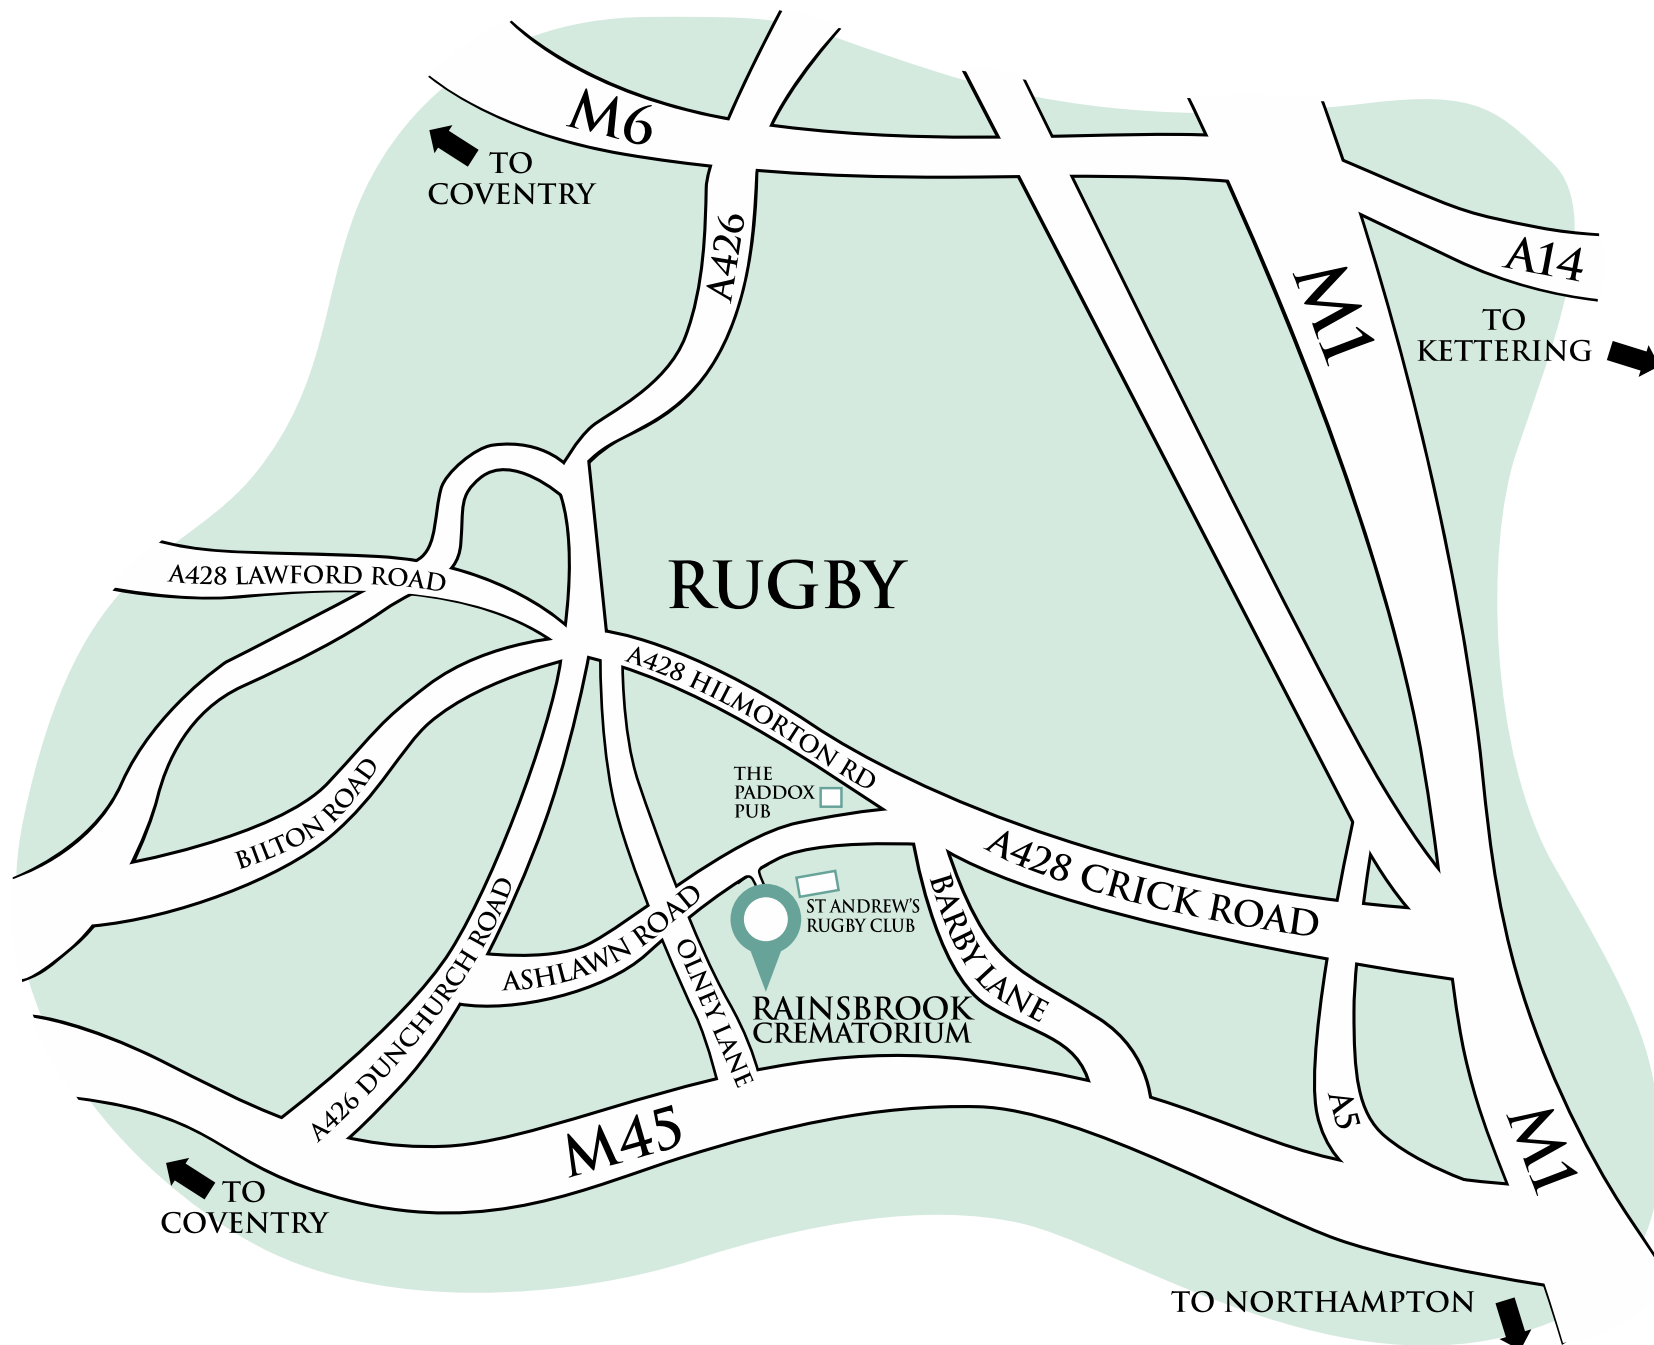 M6
TO
COVENTRY
A426
M1
A14
TO
KETTERING
A428 LAWFORD ROAD
RUGBY
A428 HILMORTON RD
BILTON ROAD
THE
PADDOX
PUB
A428 CRICK ROAD
ST ANDREW'S
RUGBY CLUB
BARBY LANE
ASHLAWN ROAD
OLNEY LANE
RAINSBROOK
CREMATORIUM
A426 DUNCHURCH ROAD
M45
A5
M1
TO
COVENTRY
TO NORTHAMPTON